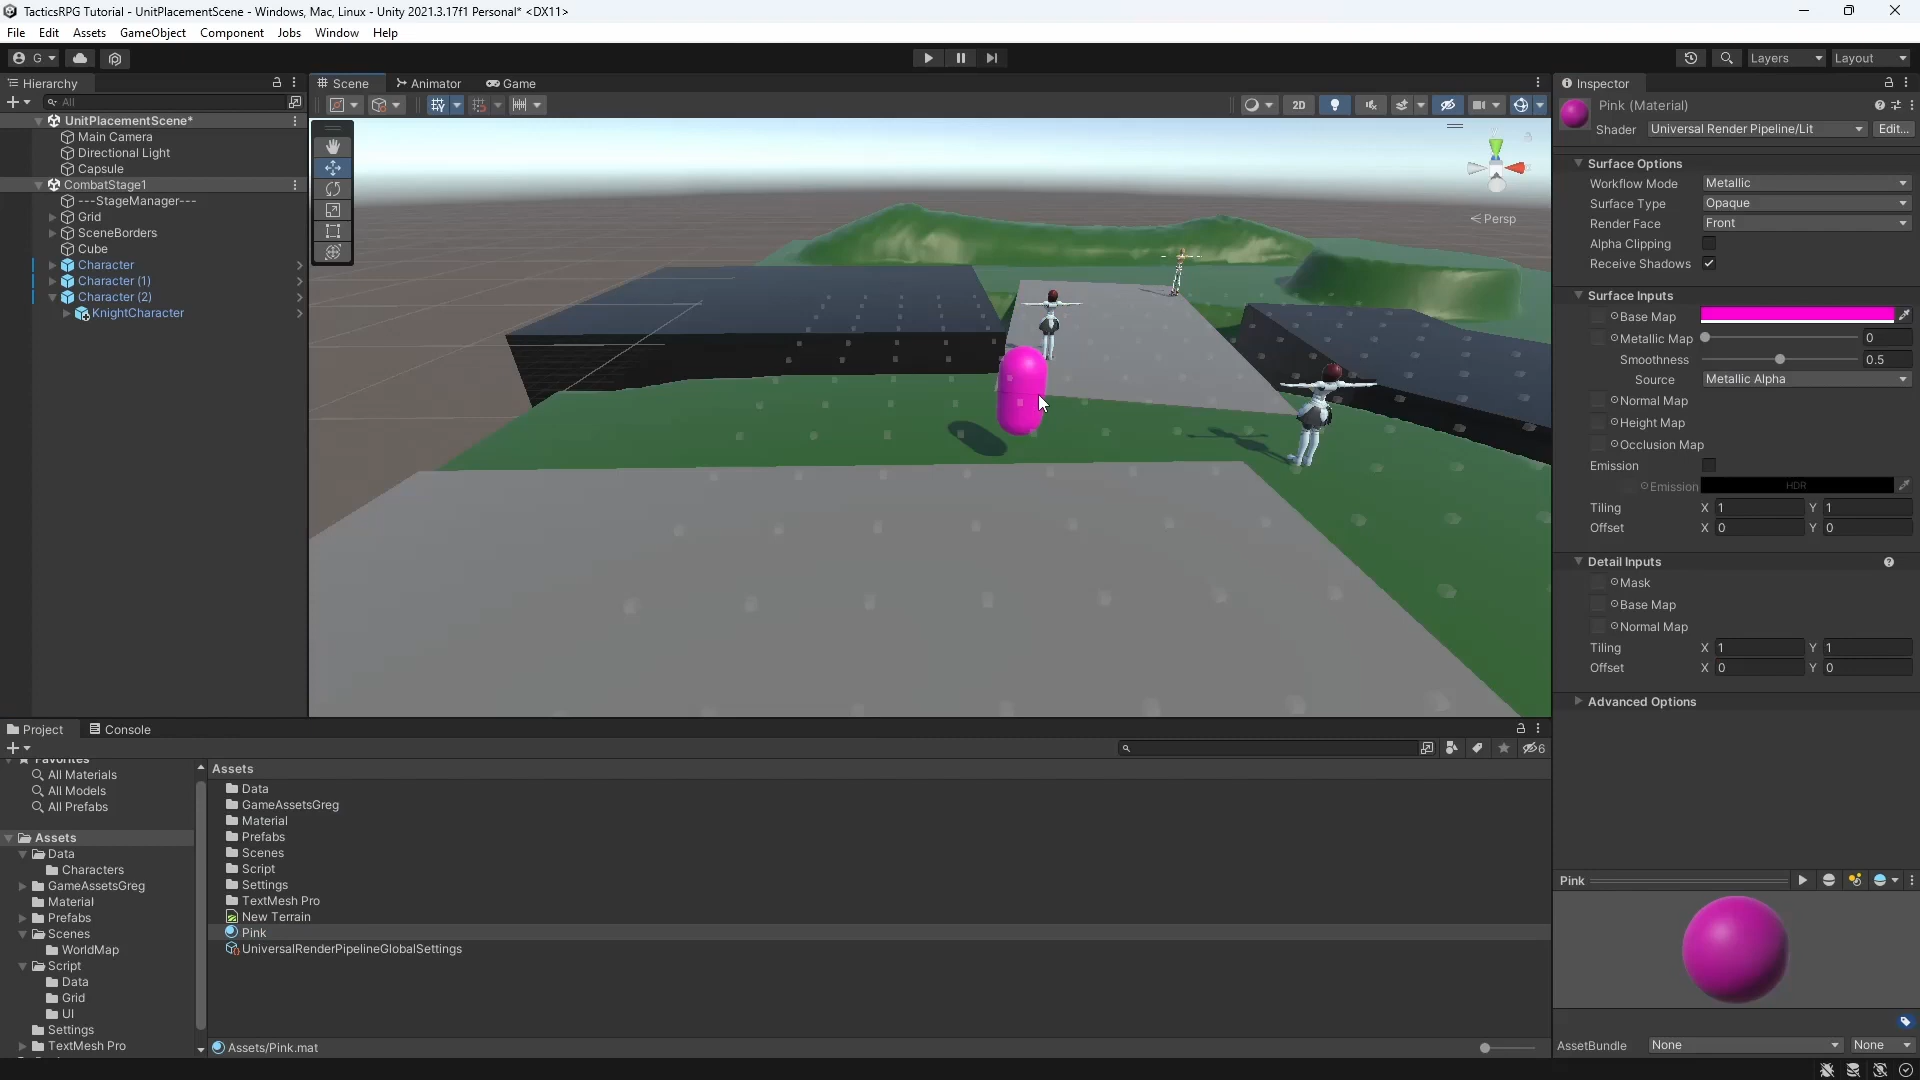 TacticsRPG Tutorial - UnitPlacementScene - Windows, Mac, Linux - Unity 2021.3.17f1 Personal* <DX11>
File Edit Assets GameObject Component Jobs Window Help
G
Layers Layout
Hierarchy
All
UnitPlacementScene*
Main Camera
Directional Light
Capsule
CombatStage1
---StageManager---
Grid
SceneBorders
Cube
Character
Character (1)
Character (2)
KnightCharacter
Scene Animator Game
2D
Persp
Inspector
Pink (Material)
Shader Universal Render Pipeline/Lit Edit...
Surface Options
Workflow Mode Metallic
Surface Type Opaque
Render Face Front
Alpha Clipping
Receive Shadows
Surface Inputs
Base Map
Metallic Map 0
Smoothness 0.5
Source Metallic Alpha
Normal Map
Height Map
Occlusion Map
Emission
Emission HDR
Tiling X 1 Y 1
Offset X 0 Y 0
Detail Inputs
Mask
Base Map
Normal Map
Tiling X 1 Y 1
Offset X 0 Y 0
Advanced Options
Pink
AssetBundle None None
Project Console
6
Favorites
All Materials
All Models
All Prefabs
Assets
Data
Characters
GameAssetsGreg
Material
Prefabs
Scenes
WorldMap
Script
Data
Grid
UI
Settings
TextMesh Pro
Assets
Data
GameAssetsGreg
Material
Prefabs
Scenes
Script
Settings
TextMesh Pro
New Terrain
Pink
UniversalRenderPipelineGlobalSettings
Assets/Pink.mat